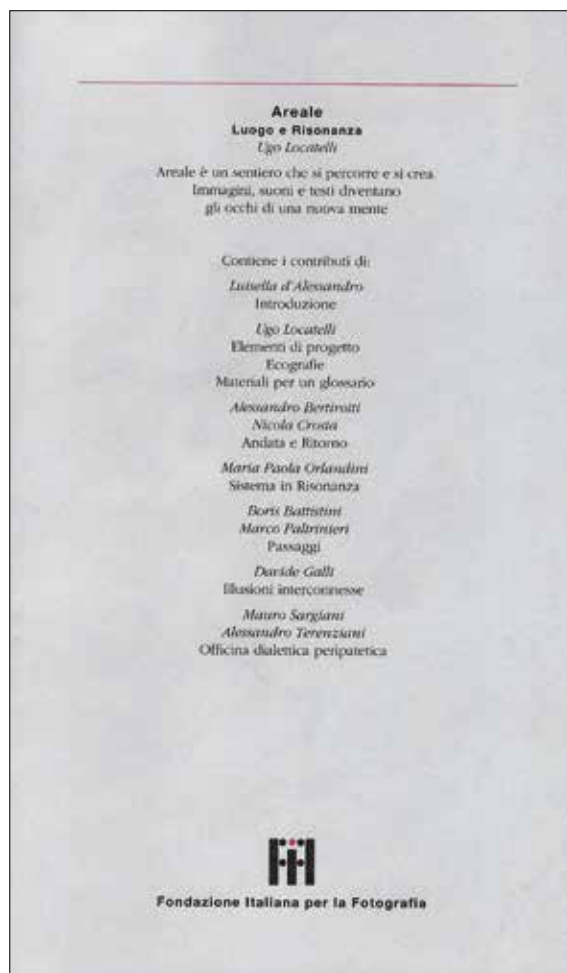 Areale
Luogo e Risonanza
Ugo Locatelli
Areale è un sentiero che si percorre e si crea.
Immagini, suoni e testi diventano
gli occhi di una nuova mente
Contiene i contributi di:
Luisella d'Alessandro
Introduzione
Ugo Locatelli
Elementi di progetto
Ecografie
Materiali per un glossario
Alessandro Bertirotti
Nicola Crosta
Andata e Ritorno
Maria Paola Orlandini
Sistema in Risonanza
Boris Battistini
Marco Paltrinieri
Passaggi
Davide Galli
Illusioni interconnesse
Mauro Sargiani
Alessandro Terenziani
Officina dialettica peripatetica
Fondazione Italiana per la Fotografia